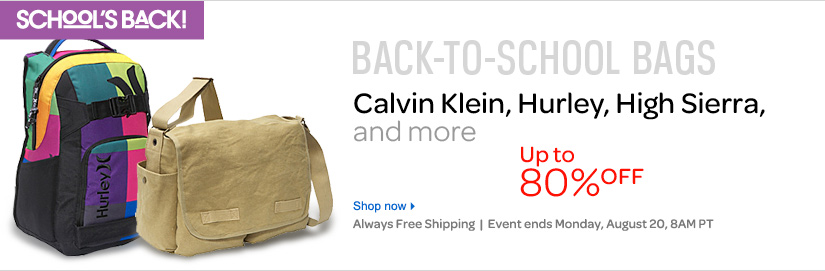 SCHOOL'S BACK!
BACK-TO-SCHOOL BAGS
Calvin Klein, Hurley, High Sierra,
and more
Up to
80% OFF
Shop now
Always Free Shipping | Event ends Monday, August 20, 8AM PT
Hurley